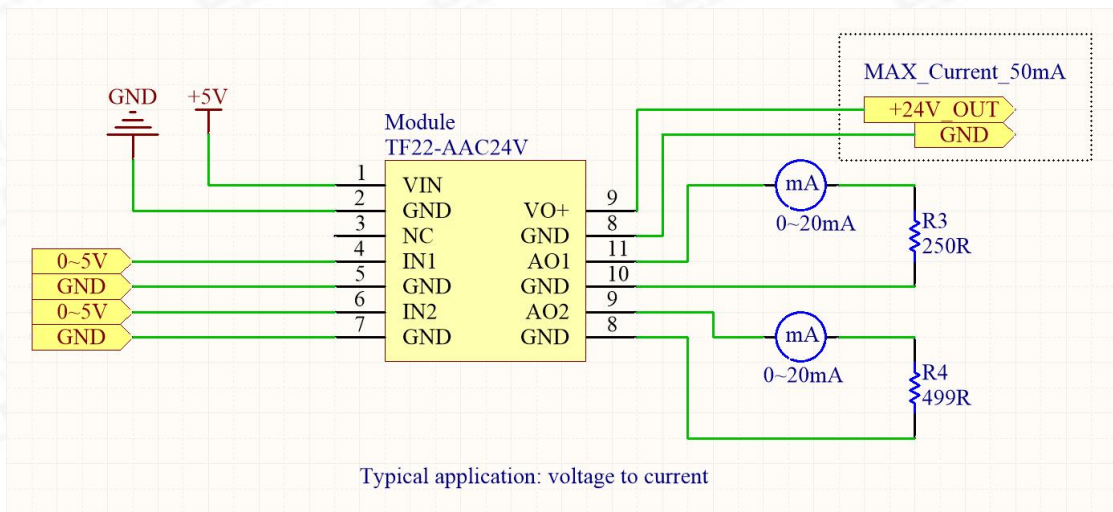 MAX_Current_50mA
GND
+5V
+24V_OUT
GND
Module
TF22-AAC24V
1
VIN
2
GND
3
NC
4
IN1
5
GND
6
IN2
7
GND
VO+
9
GND
8
AO1
11
GND
10
AO2
9
GND
8
0~5V
GND
0~5V
GND
mA
0~20mA
R3
250R
mA
0~20mA
R4
499R
Typical application: voltage to current